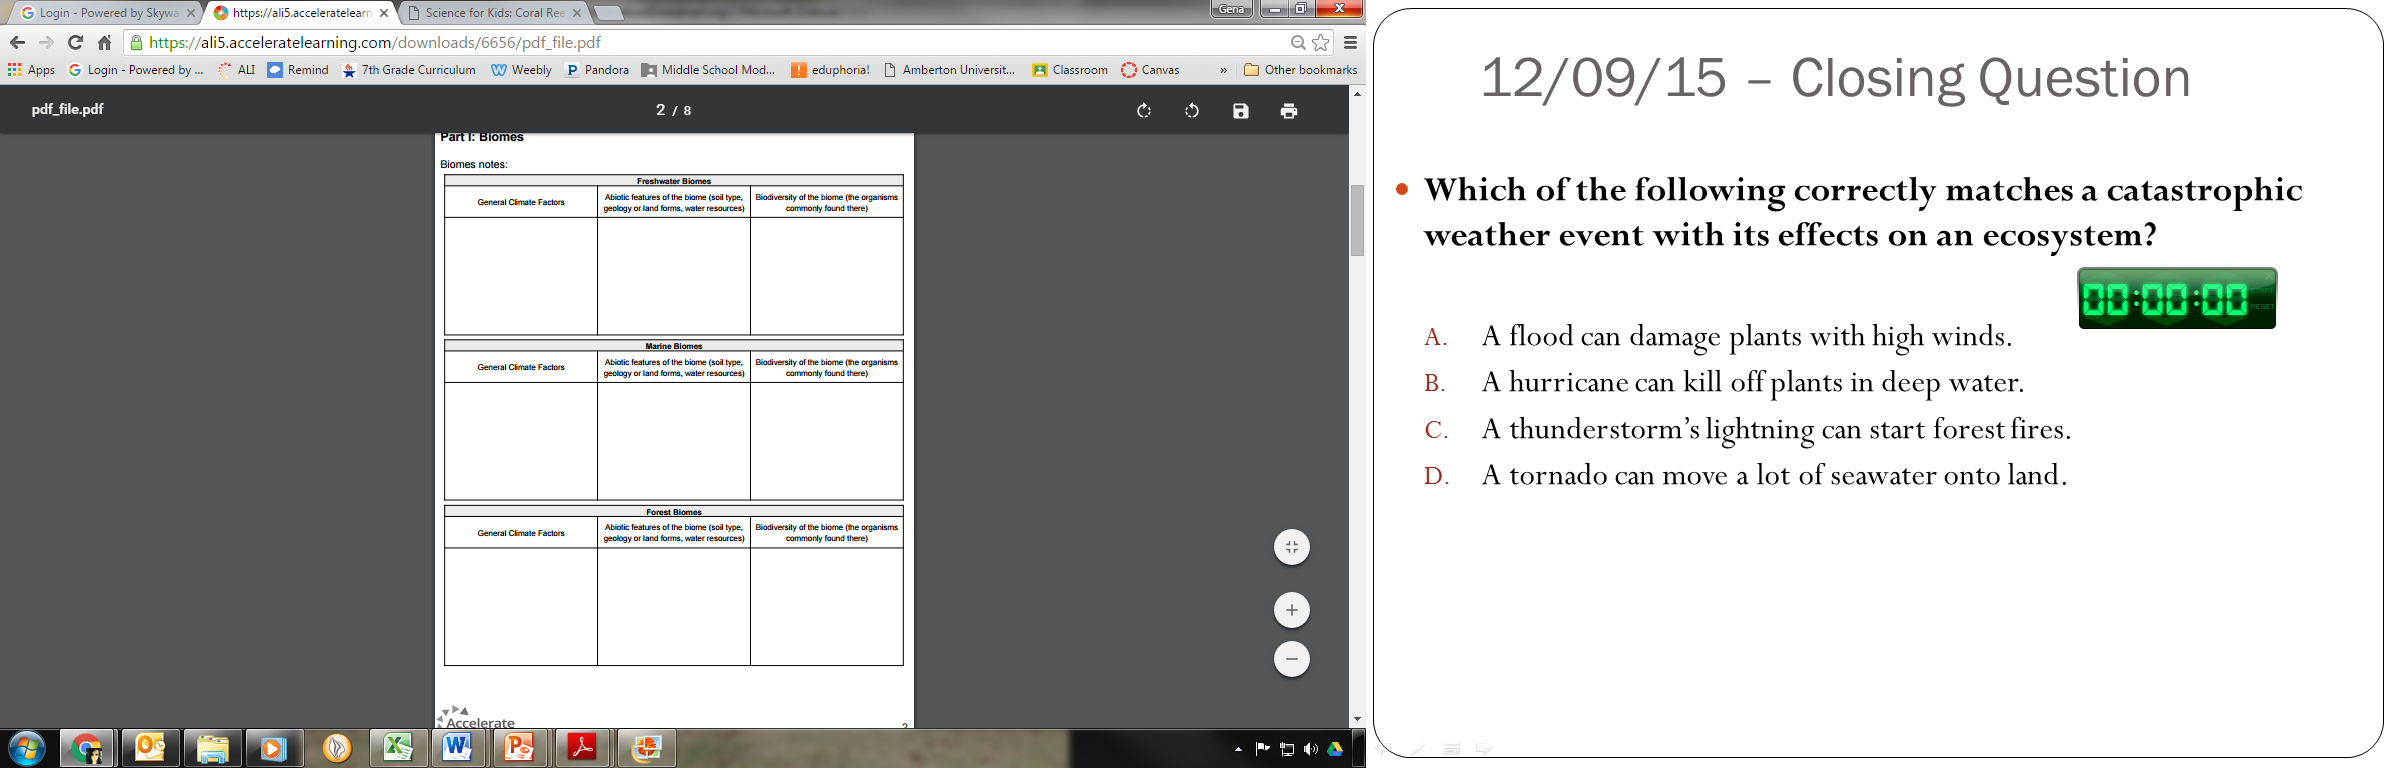 Login - Powered by Skywa
https://ali5.acceleratelearn
Science for Kids: Coral Ree
Gena
https://ali5.acceleratelearning.com/downloads/6656/pdf_file.pdf
Apps
Login - Powered by ...
ALI
Remind
7th Grade Curriculum
Weebly
Pandora
Middle School Mod...
eduphoria!
Amberton Universit...
Classroom
Canvas
»
Other bookmarks
pdf_file.pdf
2 / 8
Part I: Biomes
Biomes notes:
Freshwater Biomes
General Climate Factors
Abiotic features of the biome (soil type,
geology or land forms, water resources)
Biodiversity of the biome (the organisms
commonly found there)
Marine Biomes
General Climate Factors
Abiotic features of the biome (soil type,
geology or land forms, water resources)
Biodiversity of the biome (the organisms
commonly found there)
Forest Biomes
General Climate Factors
Abiotic features of the biome (soil type,
geology or land forms, water resources)
Biodiversity of the biome (the organisms
commonly found there)
Accelerate
2
12/09/15 – Closing Question
• Which of the following correctly matches a catastrophic
weather event with its effects on an ecosystem?
00:00:00
START
RESET
A. A flood can damage plants with high winds.
B. A hurricane can kill off plants in deep water.
C. A thunderstorm's lightning can start forest fires.
D. A tornado can move a lot of seawater onto land.